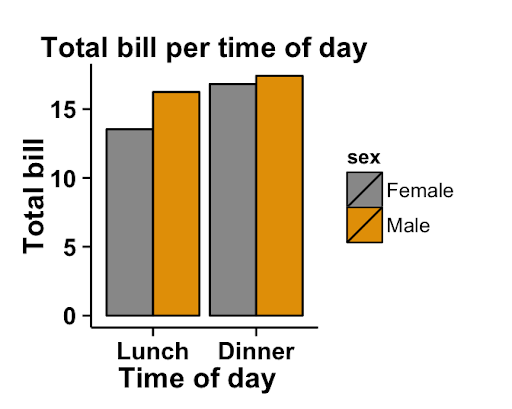 Total bill per time of day
Total bill
15
10
5
0
Lunch Dinner
Time of day
sex
Female
Male